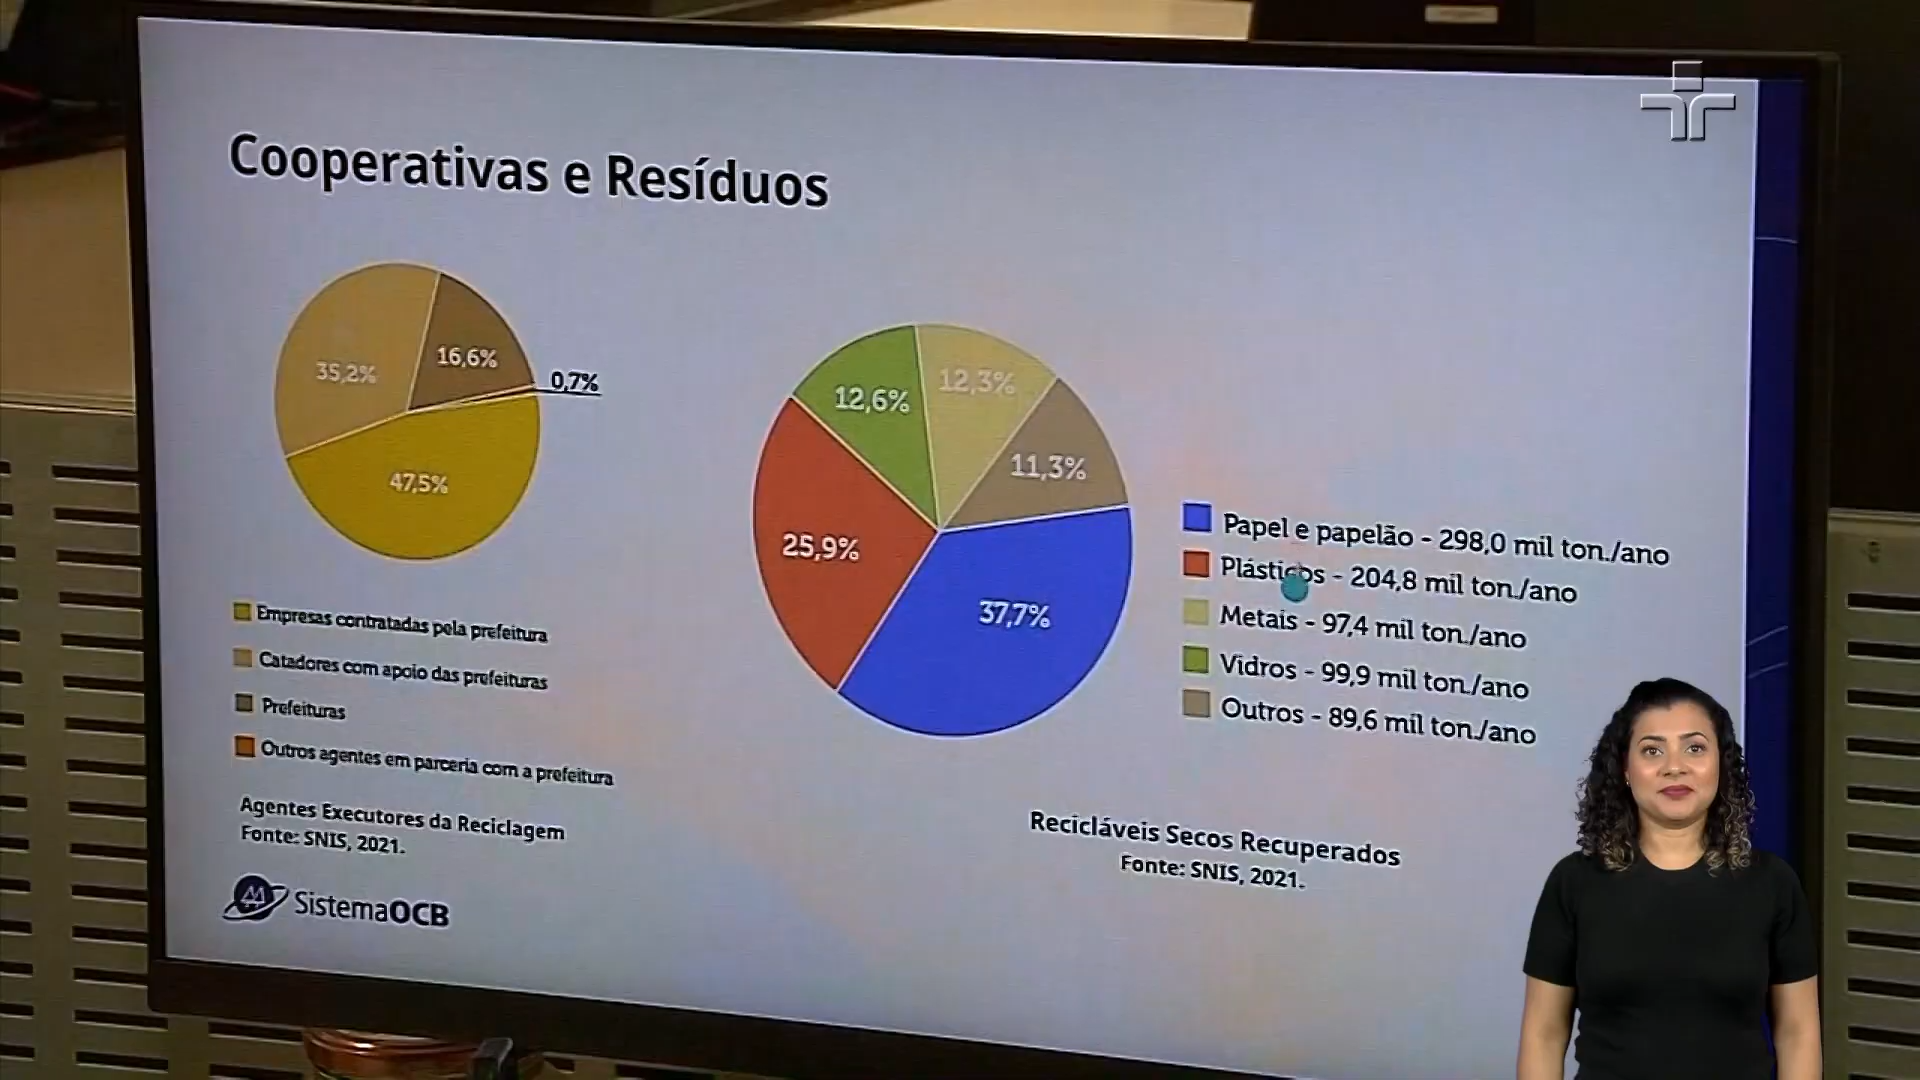 Cooperativas e Resíduos
35,2%
16,6%
0,7%
47,5%
Empresas contratadas pela prefeitura
Catadores com apoio das prefeituras
Prefeituras
Outros agentes em parceria com a prefeitura
Agentes Executores da Reciclagem
Fonte: SNIS, 2021.
SistemaOCB
12,6%
12,3%
11,3%
25,9%
37,7%
Papel e papelão - 298,0 mil ton./ano
Plásticos - 204,8 mil ton./ano
Metais - 97,4 mil ton./ano
Vidros - 99,9 mil ton./ano
Outros - 89,6 mil ton./ano
Recicláveis Secos Recuperados
Fonte: SNIS, 2021.